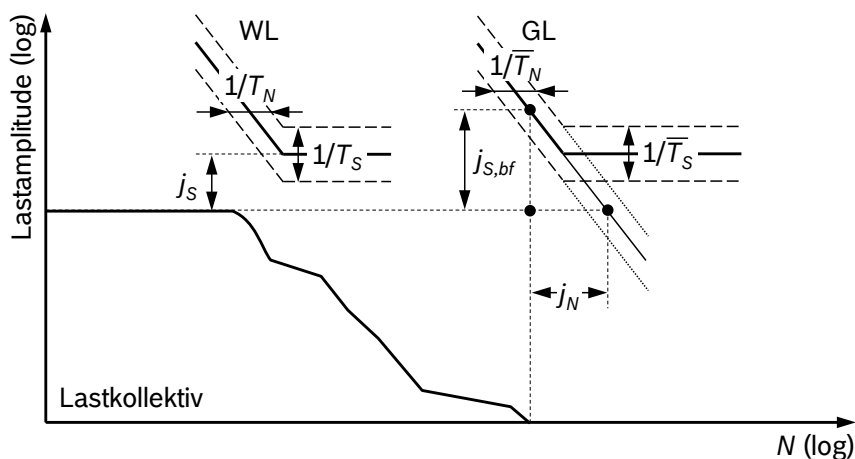 Lastamplitude (log)
WL
GL
1/T_N
1/T̅_N
1/T_S
1/T̅_S
j_S
j_S,bf
j_N
Lastkollektiv
N (log)